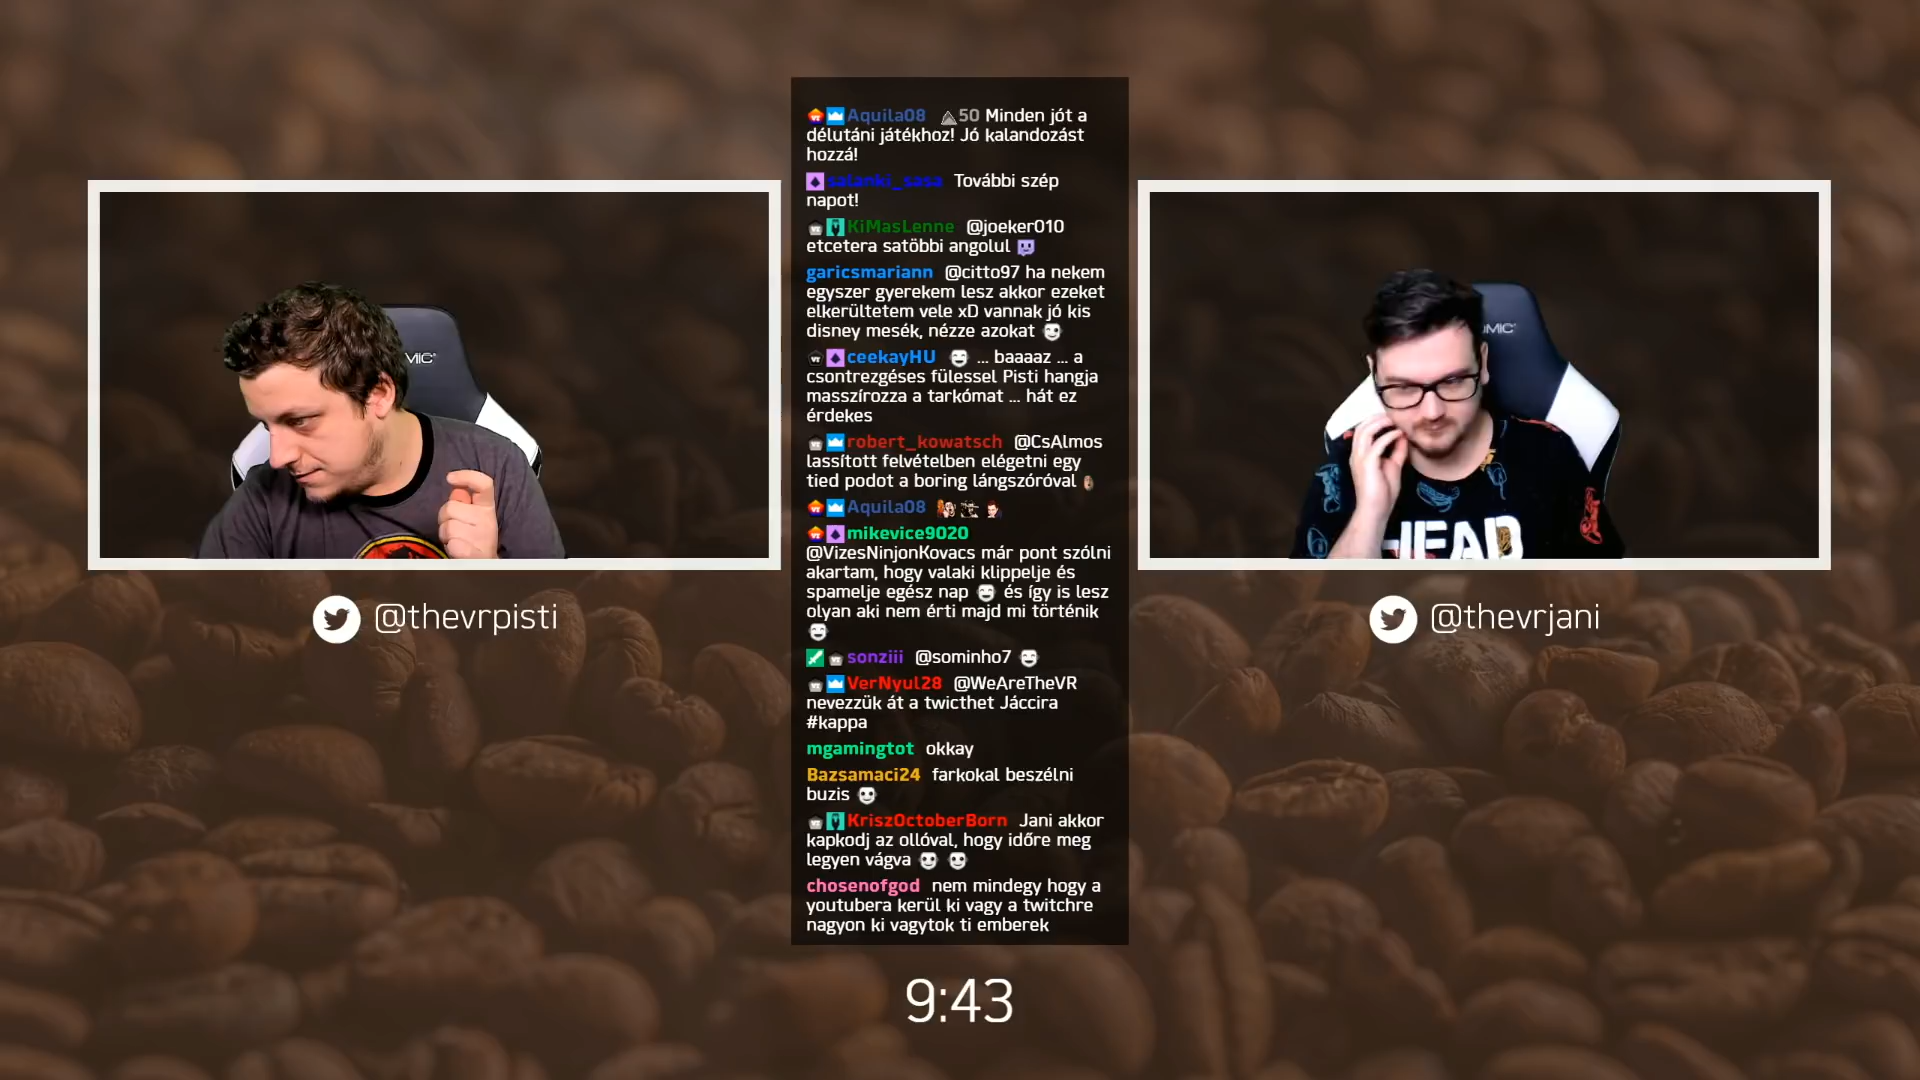 Aquila08 50 Minden jót a
délutáni játékhoz! Jó kalandozást
hozzá!
salanki_sasa További szép
napot!
KiMasLenne @joeker010
etcetera satöbbi angolul
garicsmariann @citto97 ha nekem
egyszer gyerekem lesz akkor ezeket
elkerültetem vele xD vannak jó kis
disney mesék, nézze azokat
ceekayHU ... baaaaz ... a
csontrezgéses fülessel Pisti hangja
masszírozza a tarkómat ... hát ez
érdekes
robert_kowatsch @CsAlmos
lassított felvételben elégetni egy
tied podot a boring lángszóróval
Aquila08
mikevice9020
@VizesNinjonKovacs már pont szólni
akartam, hogy valaki klippelje és
spamelje egész nap és így is lesz
olyan aki nem érti majd mi történik
sonziii @sominho7
VerNyul28 @WeAreTheVR
nevezzük át a twicthet Jáccira
#kappa
mgamingtot okkay
Bazsamaci24 farkokal beszélni
buzis
KriszOctoberBorn Jani akkor
kapkodj az ollóval, hogy időre meg
legyen vágva
chosenofgod nem mindegy hogy a
youtubera kerül ki vagy a twitchre
nagyon ki vagytok ti emberek
MIC
OMIC
HEAD
@thevrpisti
@thevrjani
9:43